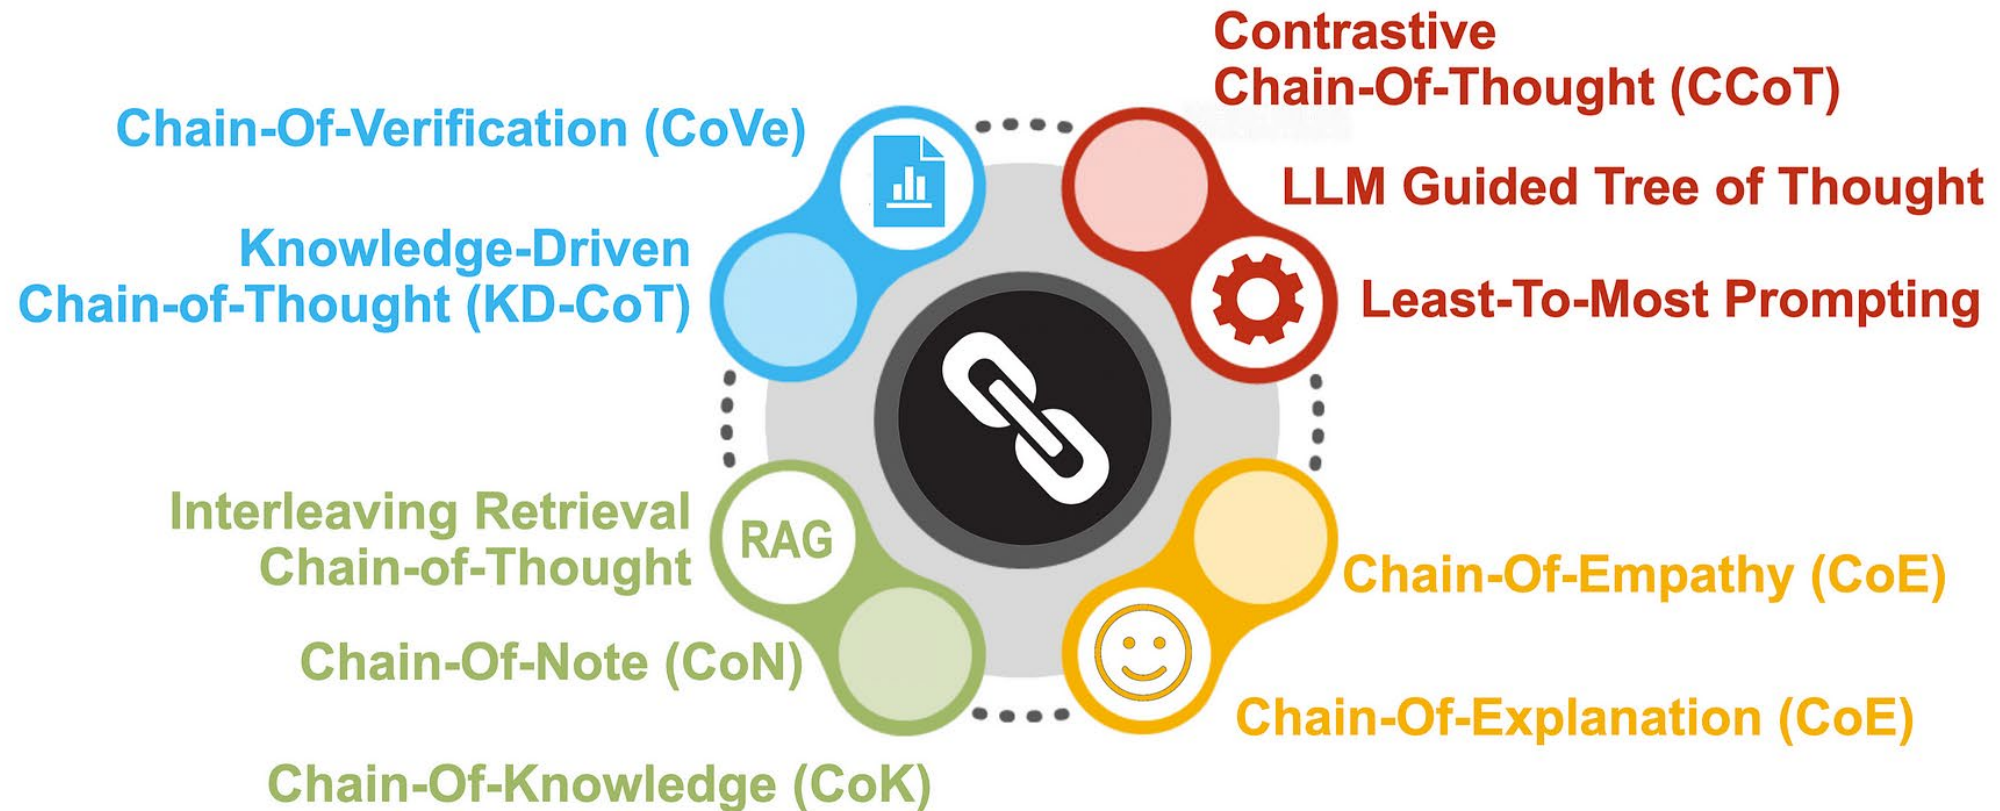 Chain-Of-Verification (CoVe)
Knowledge-Driven
Chain-of-Thought (KD-CoT)
Contrastive
Chain-Of-Thought (CCoT)
LLM Guided Tree of Thought
Least-To-Most Prompting
Interleaving Retrieval
Chain-of-Thought
RAG
Chain-Of-Note (CoN)
Chain-Of-Knowledge (CoK)
Chain-Of-Empathy (CoE)
Chain-Of-Explanation (CoE)